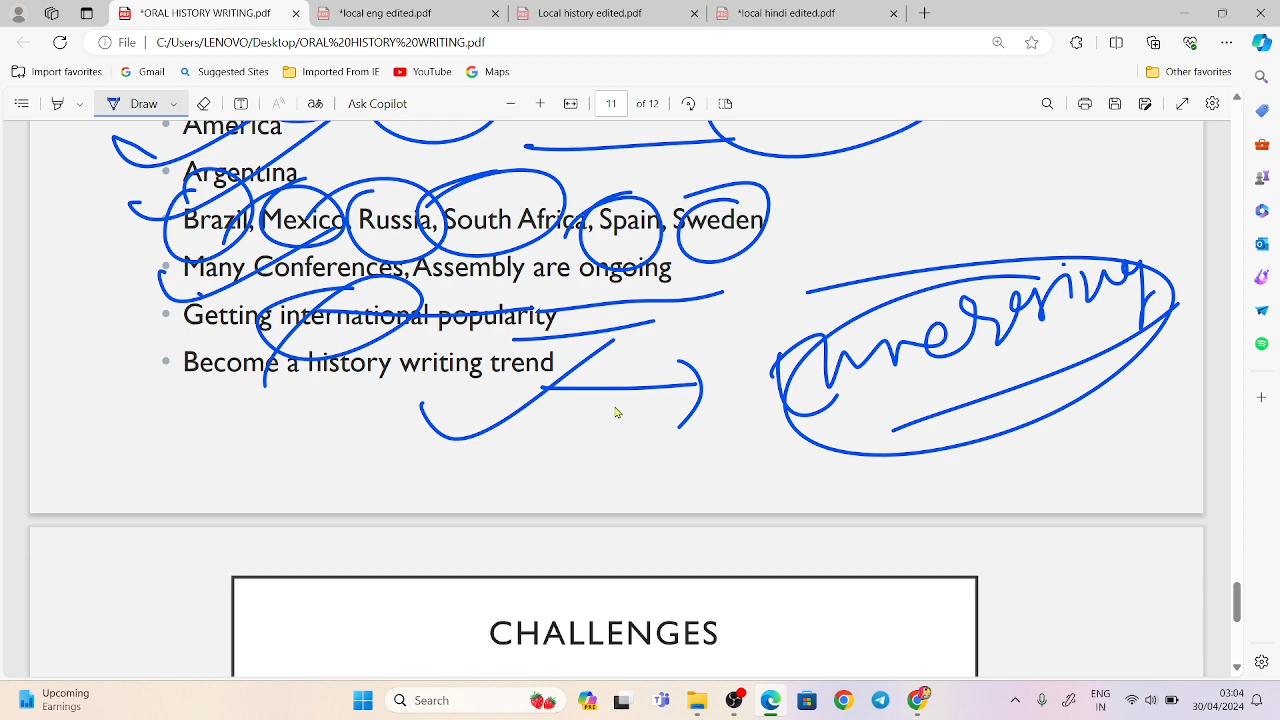 *ORAL HISTORY WRITING.pdf
*local eng edited.pdf
Local history edited.pdf
*local hindi edited.pdf
File C:/Users/LENOVO/Desktop/ORAL%20HISTORY%20WRITING.pdf
Import favorites Gmail Suggested Sites Imported From IE YouTube Maps Other favorites
Draw Ask Copilot 11 of 12
America
Argentina
Brazil, Mexico, Russia, South Africa, Spain, Sweden
Many Conferences, Assembly are ongoing
Getting international popularity
Become a history writing trend
CHALLENGES
Upcoming
Earnings
Search
ENG
IN
03:04
30/04/2024